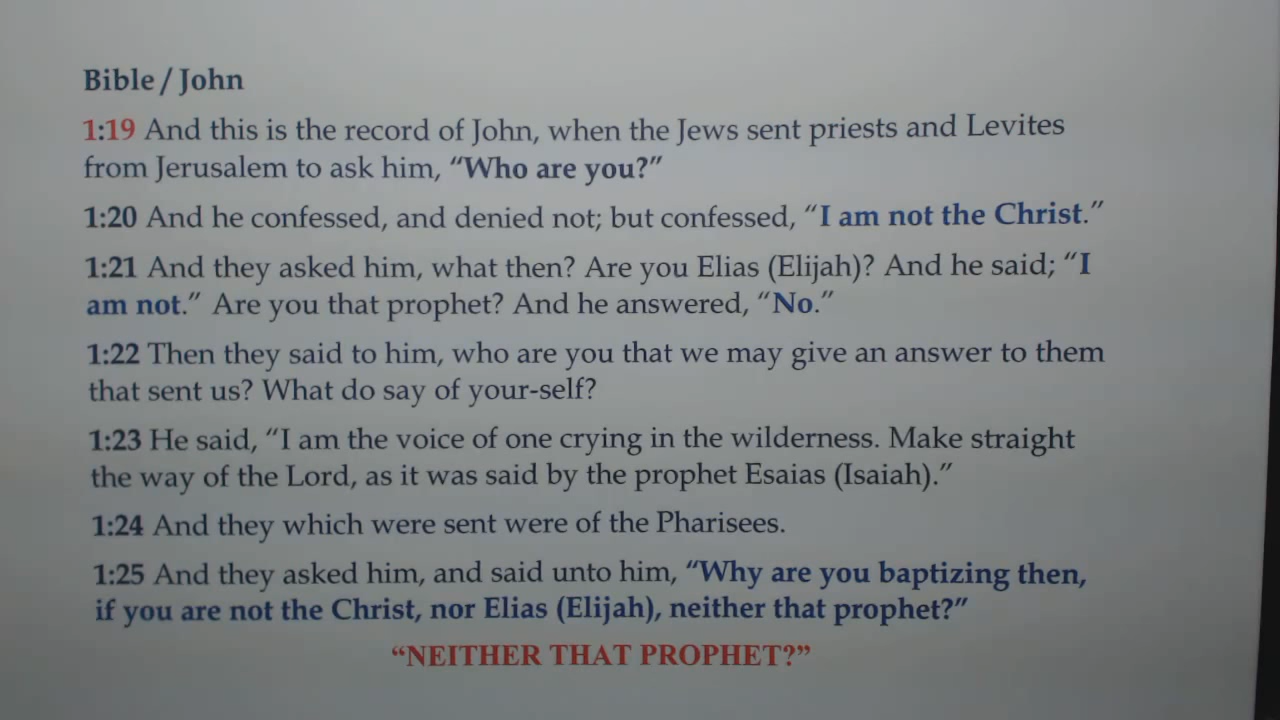 Bible / John
1:19 And this is the record of John, when the Jews sent priests and Levites
from Jerusalem to ask him, “Who are you?”
1:20 And he confessed, and denied not; but confessed, “I am not the Christ.”
1:21 And they asked him, what then? Are you Elias (Elijah)? And he said; “I
am not.” Are you that prophet? And he answered, “No.”
1:22 Then they said to him, who are you that we may give an answer to them
that sent us? What do say of your-self?
1:23 He said, “I am the voice of one crying in the wilderness. Make straight
the way of the Lord, as it was said by the prophet Esaias (Isaiah).”
1:24 And they which were sent were of the Pharisees.
1:25 And they asked him, and said unto him, “Why are you baptizing then,
if you are not the Christ, nor Elias (Elijah), neither that prophet?”
“NEITHER THAT PROPHET?”